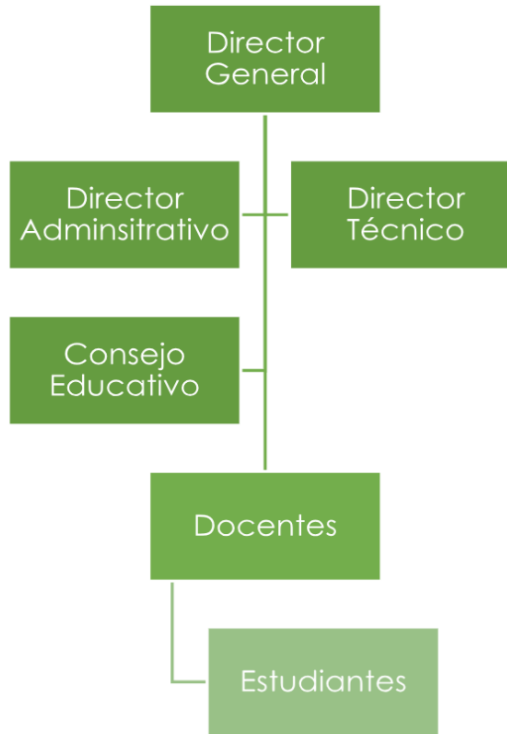 Director
General
Director
Adminsitrativo
Director
Técnico
Consejo
Educativo
Docentes
Estudiantes